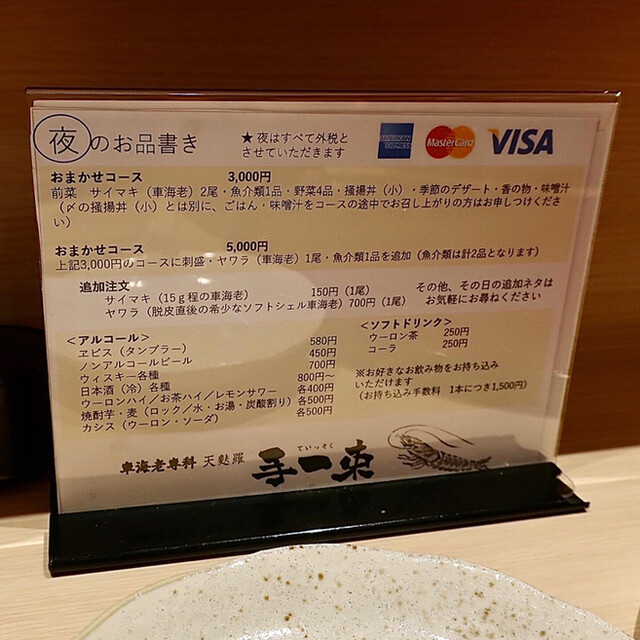 夜のお品書き
★夜はすべて外税と
させていただきます
AMERICAN
EXPRESS
MasterCard
VISA
おまかせコース 3,000円
前菜 サイマキ（車海老）2尾・魚介類1品・野菜4品・掻揚丼（小）・季節のデザート・香の物・味噌汁
（〆の掻揚丼（小）とは別に、ごはん・味噌汁をコースの途中でお召し上がりの方はお申しつけくださ
い）
おまかせコース 5,000円
上記3,000円のコースに刺盛・ヤワラ（車海老）1尾・魚介類1品を追加（魚介類は計2品となります）
追加注文
サイマキ（15ｇ程の車海老） 150円（1尾）
ヤワラ（脱皮直後の希少なソフトシェル車海老）700円（1尾）
その他、その日の追加ネタは
お気軽にお尋ねください
＜アルコール＞
ヱビス（タンブラー） 580円
ノンアルコールビール 450円
ウィスキー各種 700円
日本酒（冷）各種 800円～
ウーロンハイ／お茶ハイ／レモンサワー 各400円
焼酎芋・麦（ロック／水・お湯・炭酸割り）各500円
カシス（ウーロン・ソーダ） 各500円
＜ソフトドリンク＞
ウーロン茶 250円
コーラ 250円
※お好きなお飲み物をお持ち込み
いただけます
（お持ち込み手数料 1本につき1,500円）
車海老専科 天麩羅
ていっそく
手一束